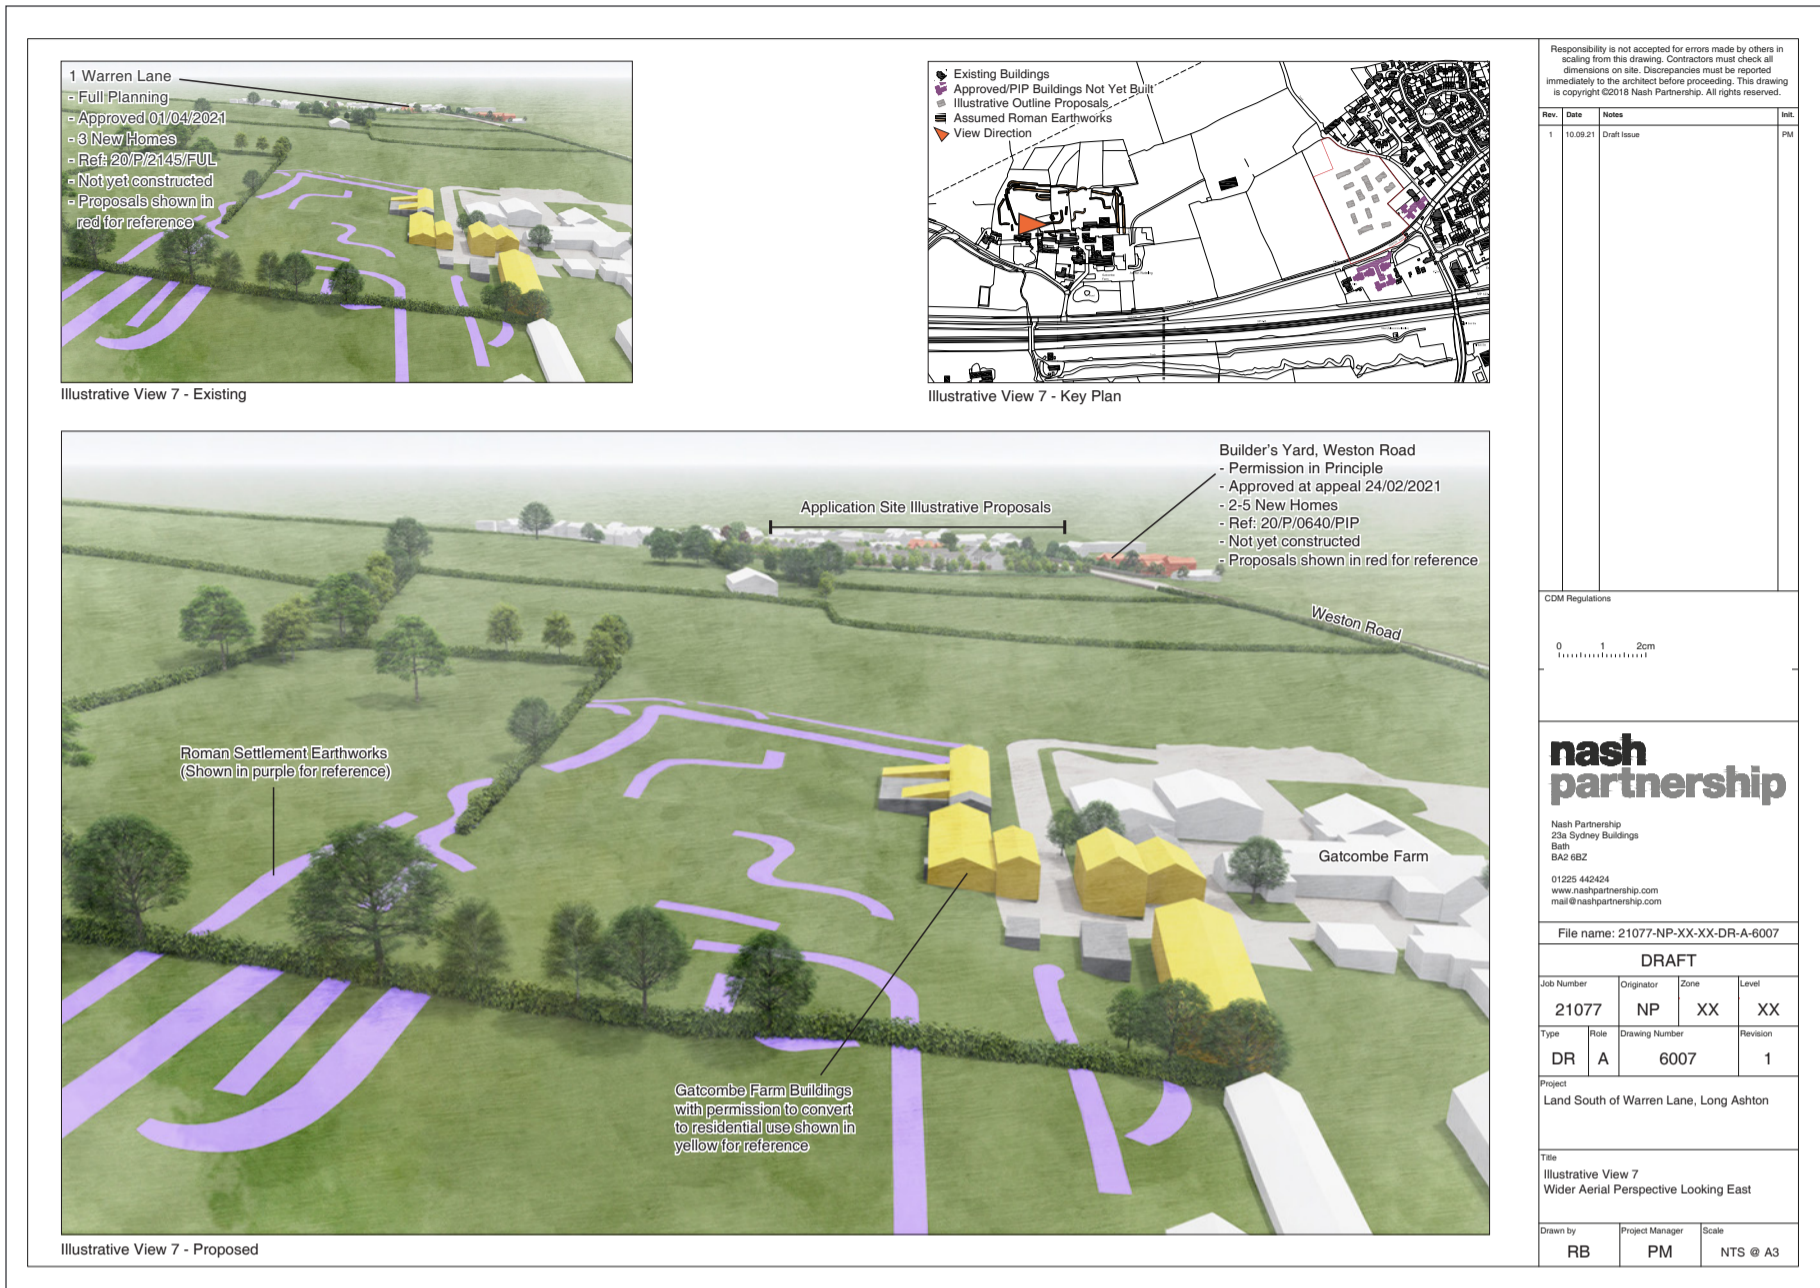 1 Warren Lane
- Full Planning
- Approved 01/04/2021
- 3 New Homes
- Ref: 20/P/2145/FUL
- Not yet constructed
- Proposals shown in
red for reference
Illustrative View 7 - Existing
Existing Buildings
Approved/PIP Buildings Not Yet Built
Illustrative Outline Proposals
Assumed Roman Earthworks
View Direction
Illustrative View 7 - Key Plan
Application Site Illustrative Proposals
Builder's Yard, Weston Road
- Permission in Principle
- Approved at appeal 24/02/2021
- 2-5 New Homes
- Ref: 20/P/0640/PIP
- Not yet constructed
- Proposals shown in red for reference
Weston Road
Roman Settlement Earthworks
(Shown in purple for reference)
Gatcombe Farm
Gatcombe Farm Buildings
with permission to convert
to residential use shown in
yellow for reference
Illustrative View 7 - Proposed
Responsibility is not accepted for errors made by others in
scaling from this drawing. Contractors must check all
dimensions on site. Discrepancies must be reported
immediately to the architect before proceeding. This drawing
is copyright ©2018 Nash Partnership. All rights reserved.
Rev. Date Notes Init.
1 10.09.21 Draft Issue PM
CDM Regulations
0 1 2cm
nash
partnership
Nash Partnership
23a Sydney Buildings
Bath
BA2 6BZ
01225 442424
www.nashpartnership.com
mail@nashpartnership.com
File name: 21077-NP-XX-XX-DR-A-6007
DRAFT
Job Number Originator Zone Level
21077 NP XX XX
Type Role Drawing Number Revision
DR A 6007 1
Project
Land South of Warren Lane, Long Ashton
Title
Illustrative View 7
Wider Aerial Perspective Looking East
Drawn by Project Manager Scale
RB PM NTS @ A3